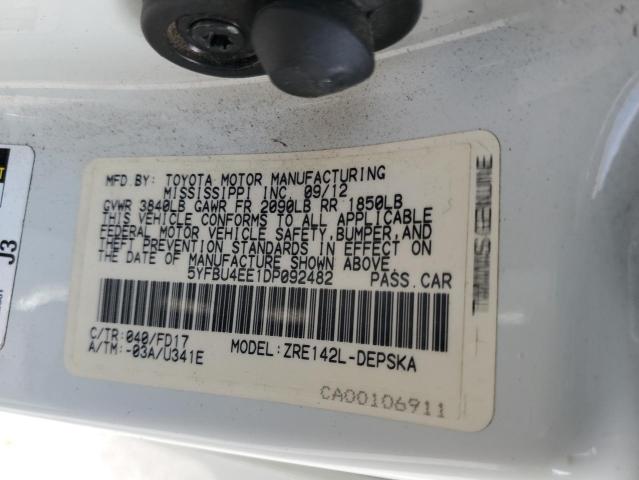 MFD. BY: TOYOTA MOTOR MANUFACTURING
MISSISSIPPI INC. 09/12
GVWR 3840LB GAWR FR 2090LB RR 1850LB
THIS VEHICLE CONFORMS TO ALL APPLICABLE
FEDERAL MOTOR VEHICLE SAFETY, BUMPER, AND
THEFT PREVENTION STANDARDS IN EFFECT ON
THE DATE OF MANUFACTURE SHOWN ABOVE.
5YFBU4EE1DP092482 PASS.CAR
C/TR: 040/FD17
A/TM: -03A/U341E MODEL: ZRE142L-DEPSKA
CA00106911
J3